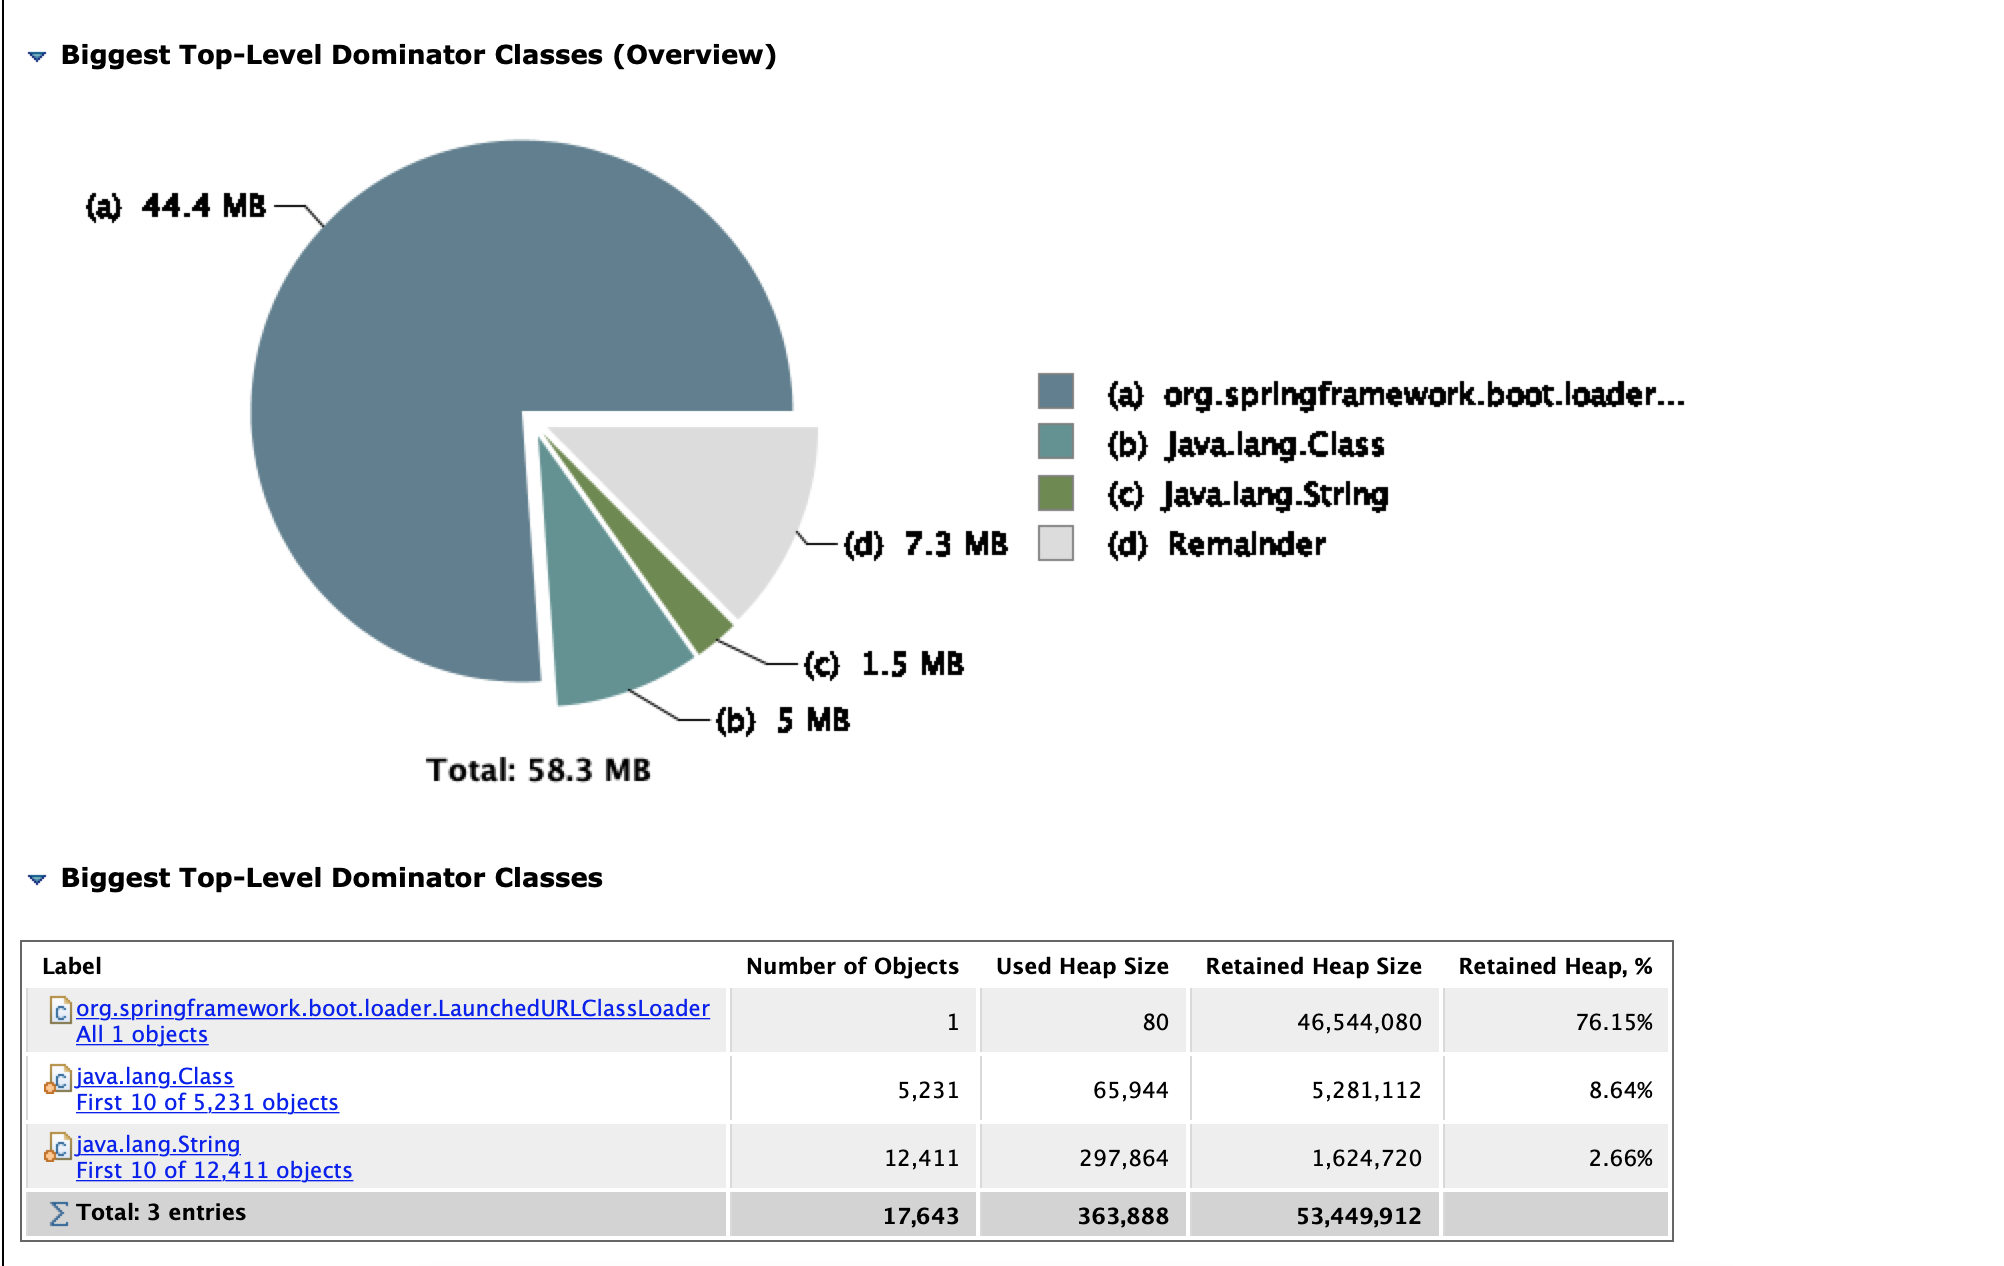 Biggest Top-Level Dominator Classes (Overview)
(a) 44.4 MB
(a) org.springframework.boot.loader...
(b) java.lang.Class
(c) java.lang.String
(d) 7.3 MB
(d) Remainder
(c) 1.5 MB
(b) 5 MB
Total: 58.3 MB
Biggest Top-Level Dominator Classes
Label Number of Objects Used Heap Size Retained Heap Size Retained Heap, %
org.springframework.boot.loader.LaunchedURLClassLoader
All 1 objects
1 80 46,544,080 76.15%
java.lang.Class
First 10 of 5,231 objects
5,231 65,944 5,281,112 8.64%
java.lang.String
First 10 of 12,411 objects
12,411 297,864 1,624,720 2.66%
Total: 3 entries
17,643 363,888 53,449,912